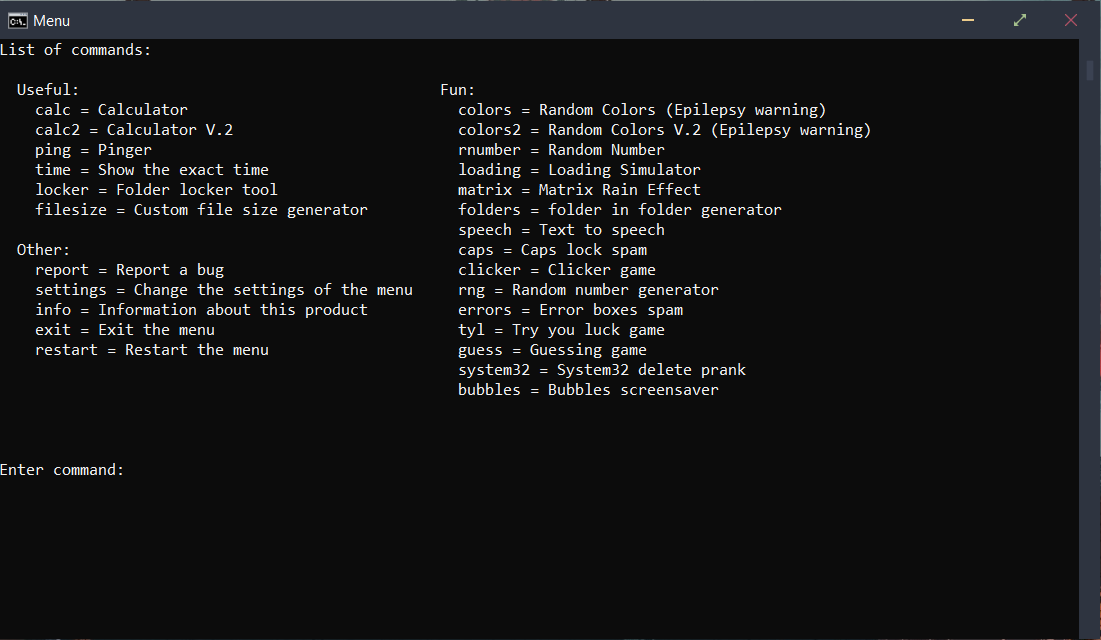 Menu
List of commands:
Useful:
calc = Calculator
calc2 = Calculator V.2
ping = Pinger
time = Show the exact time
locker = Folder locker tool
filesize = Custom file size generator
Other:
report = Report a bug
settings = Change the settings of the menu
info = Information about this product
exit = Exit the menu
restart = Restart the menu
Fun:
colors = Random Colors (Epilepsy warning)
colors2 = Random Colors V.2 (Epilepsy warning)
rnumber = Random Number
loading = Loading Simulator
matrix = Matrix Rain Effect
folders = folder in folder generator
speech = Text to speech
caps = Caps lock spam
clicker = Clicker game
rng = Random number generator
errors = Error boxes spam
tyl = Try you luck game
guess = Guessing game
system32 = System32 delete prank
bubbles = Bubbles screensaver
Enter command: